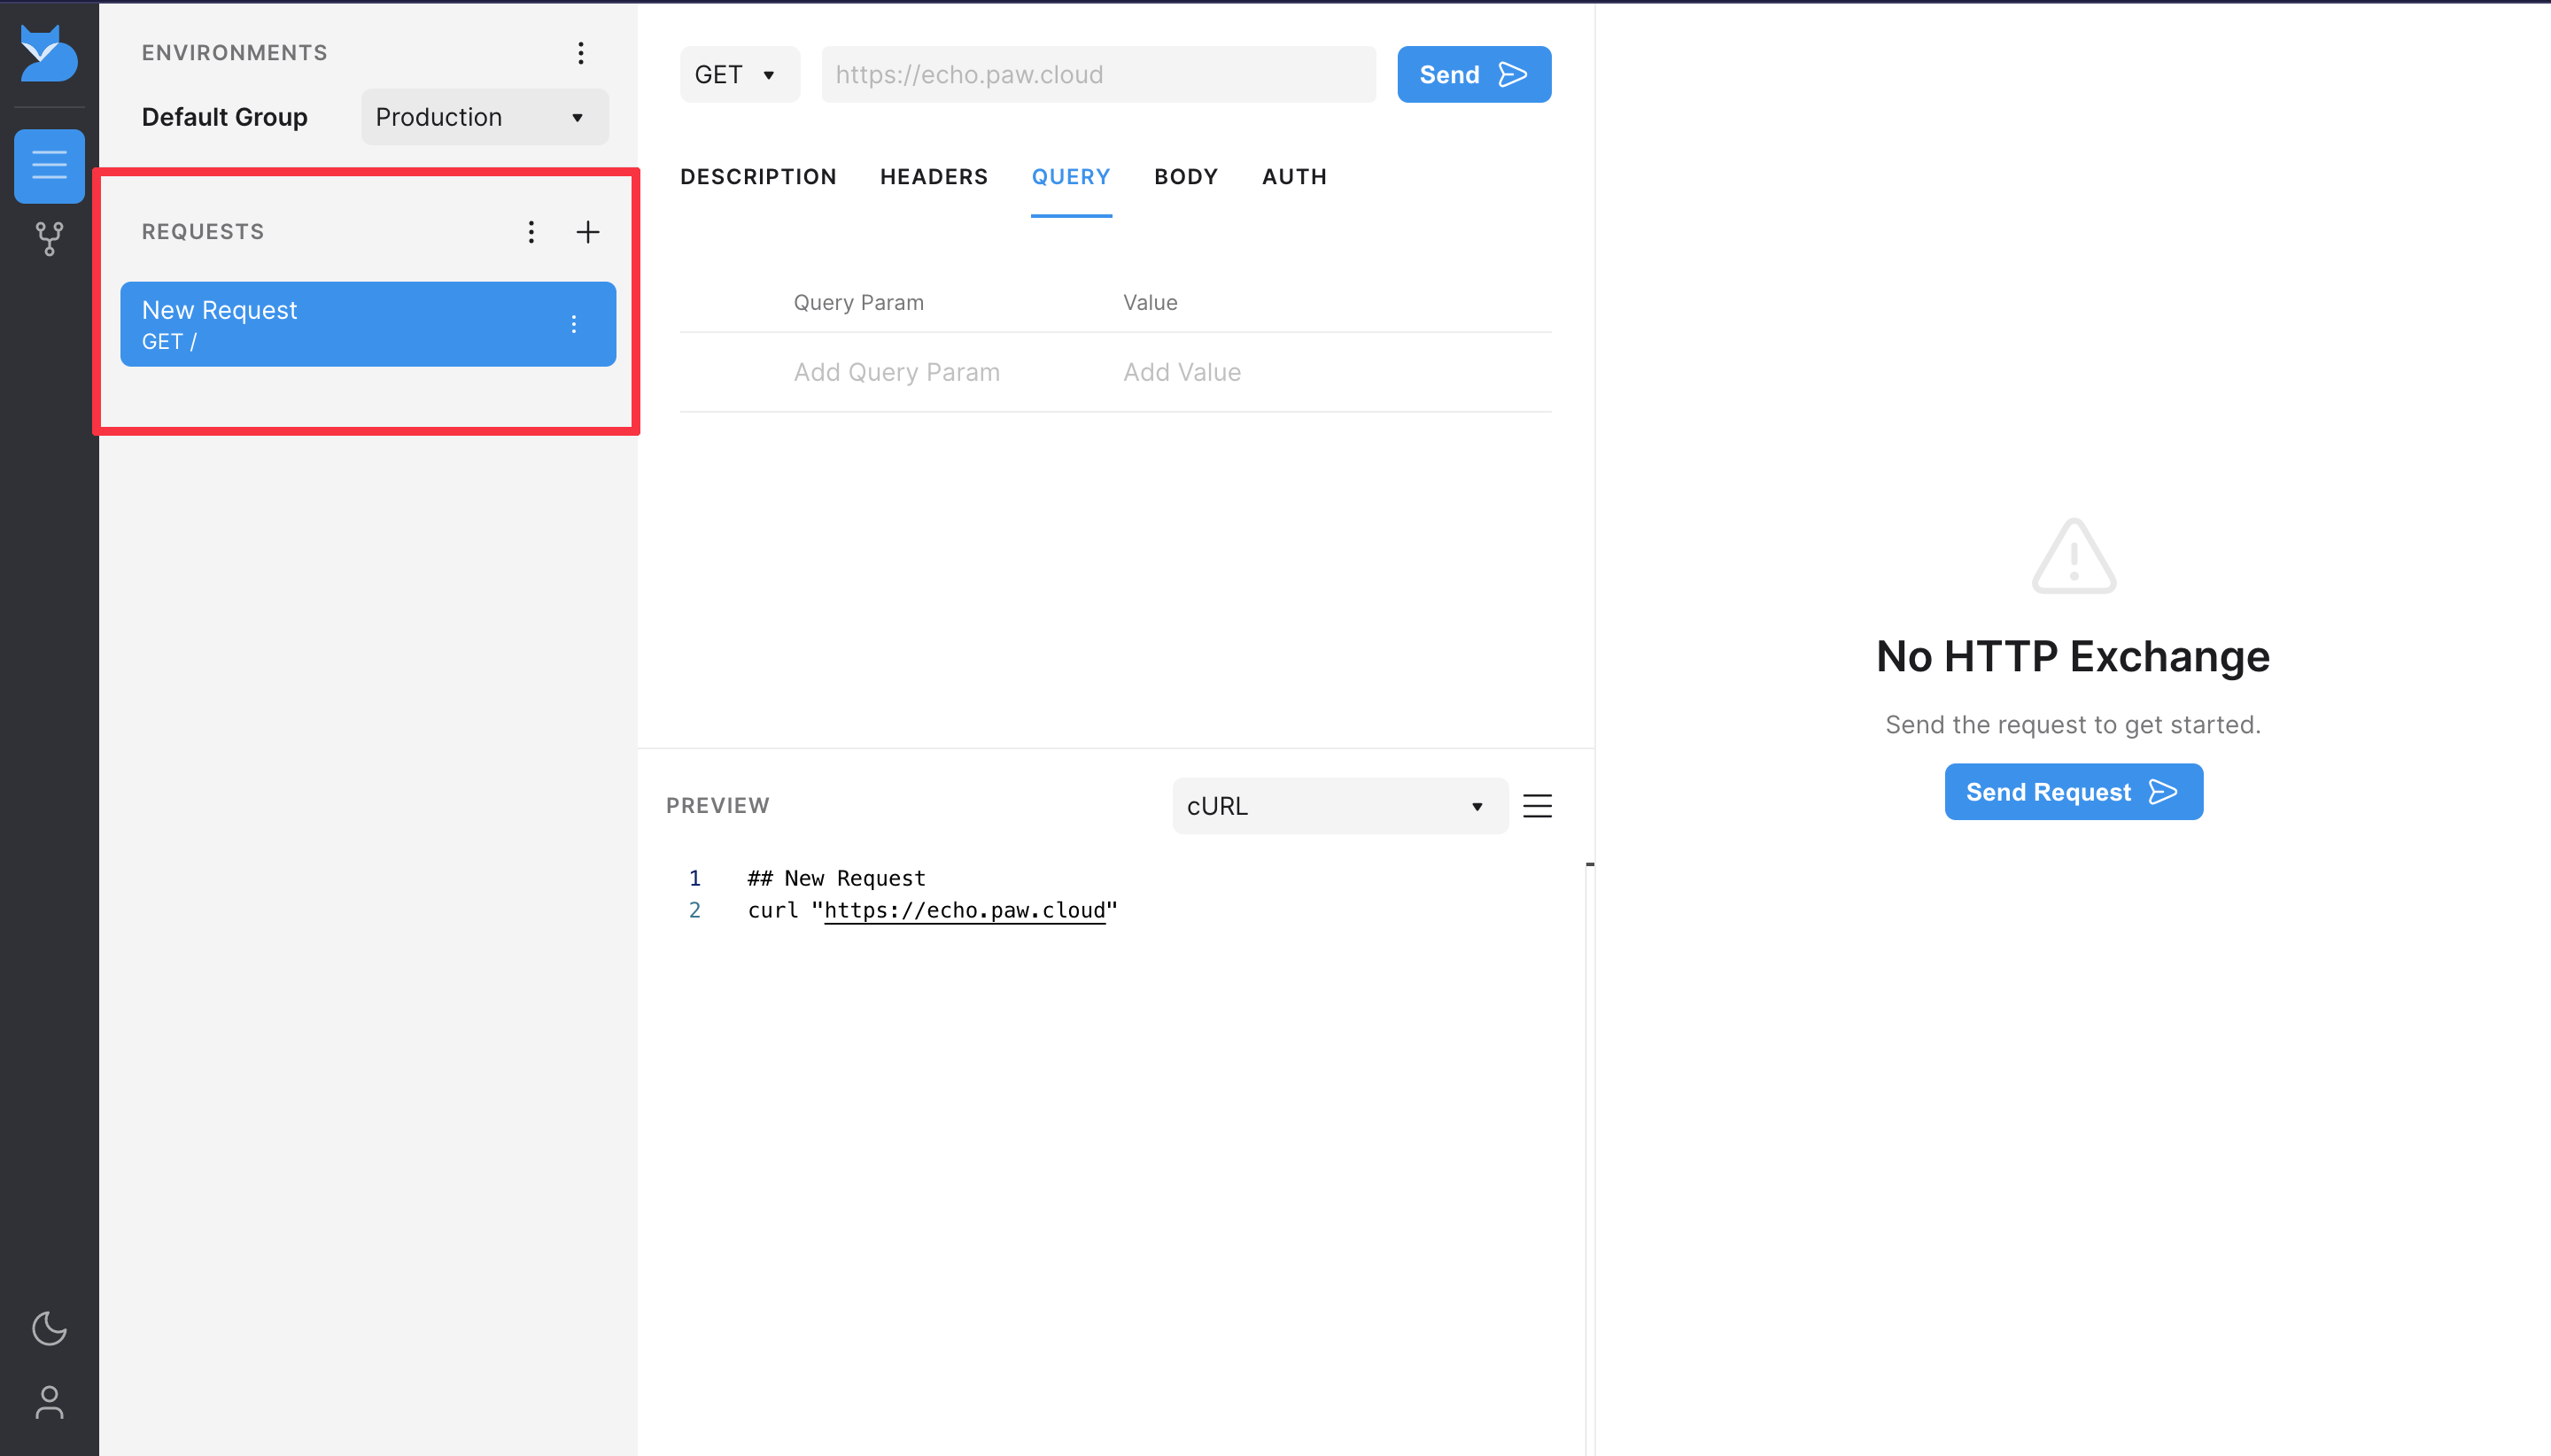 ENVIRONMENTS
Default Group
Production
REQUESTS
New Request
GET /
GET
https://echo.paw.cloud
Send
DESCRIPTION
HEADERS
QUERY
BODY
AUTH
Query Param
Value
Add Query Param
Add Value
PREVIEW
cURL
1 ## New Request
2 curl "https://echo.paw.cloud"
No HTTP Exchange
Send the request to get started.
Send Request